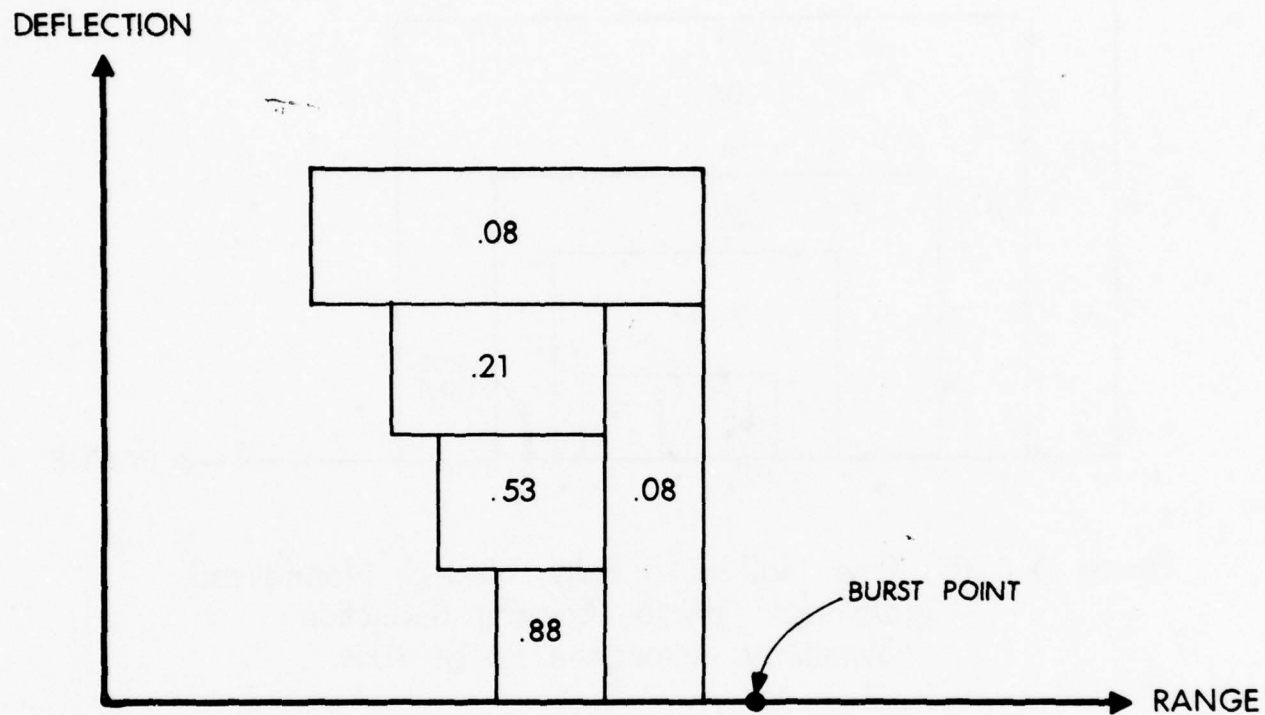 DEFLECTION
.08
.21
.53
.08
.88
BURST POINT
RANGE